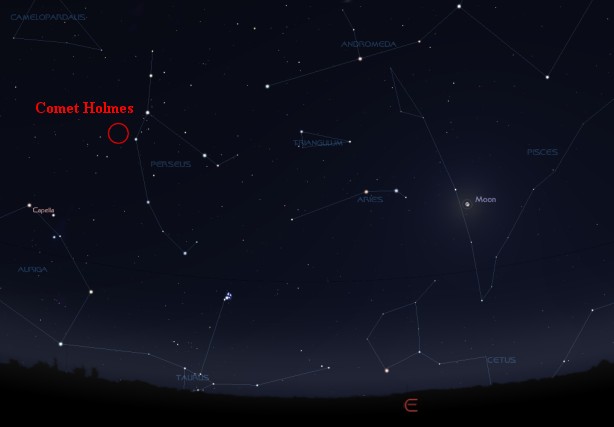 CAMELOPARDALIS
ANDROMEDA
Comet Holmes
TRIANGULUM
PISCES
PERSEUS
ARIES
Moon
Capella
AURIGA
CETUS
TAURUS
E